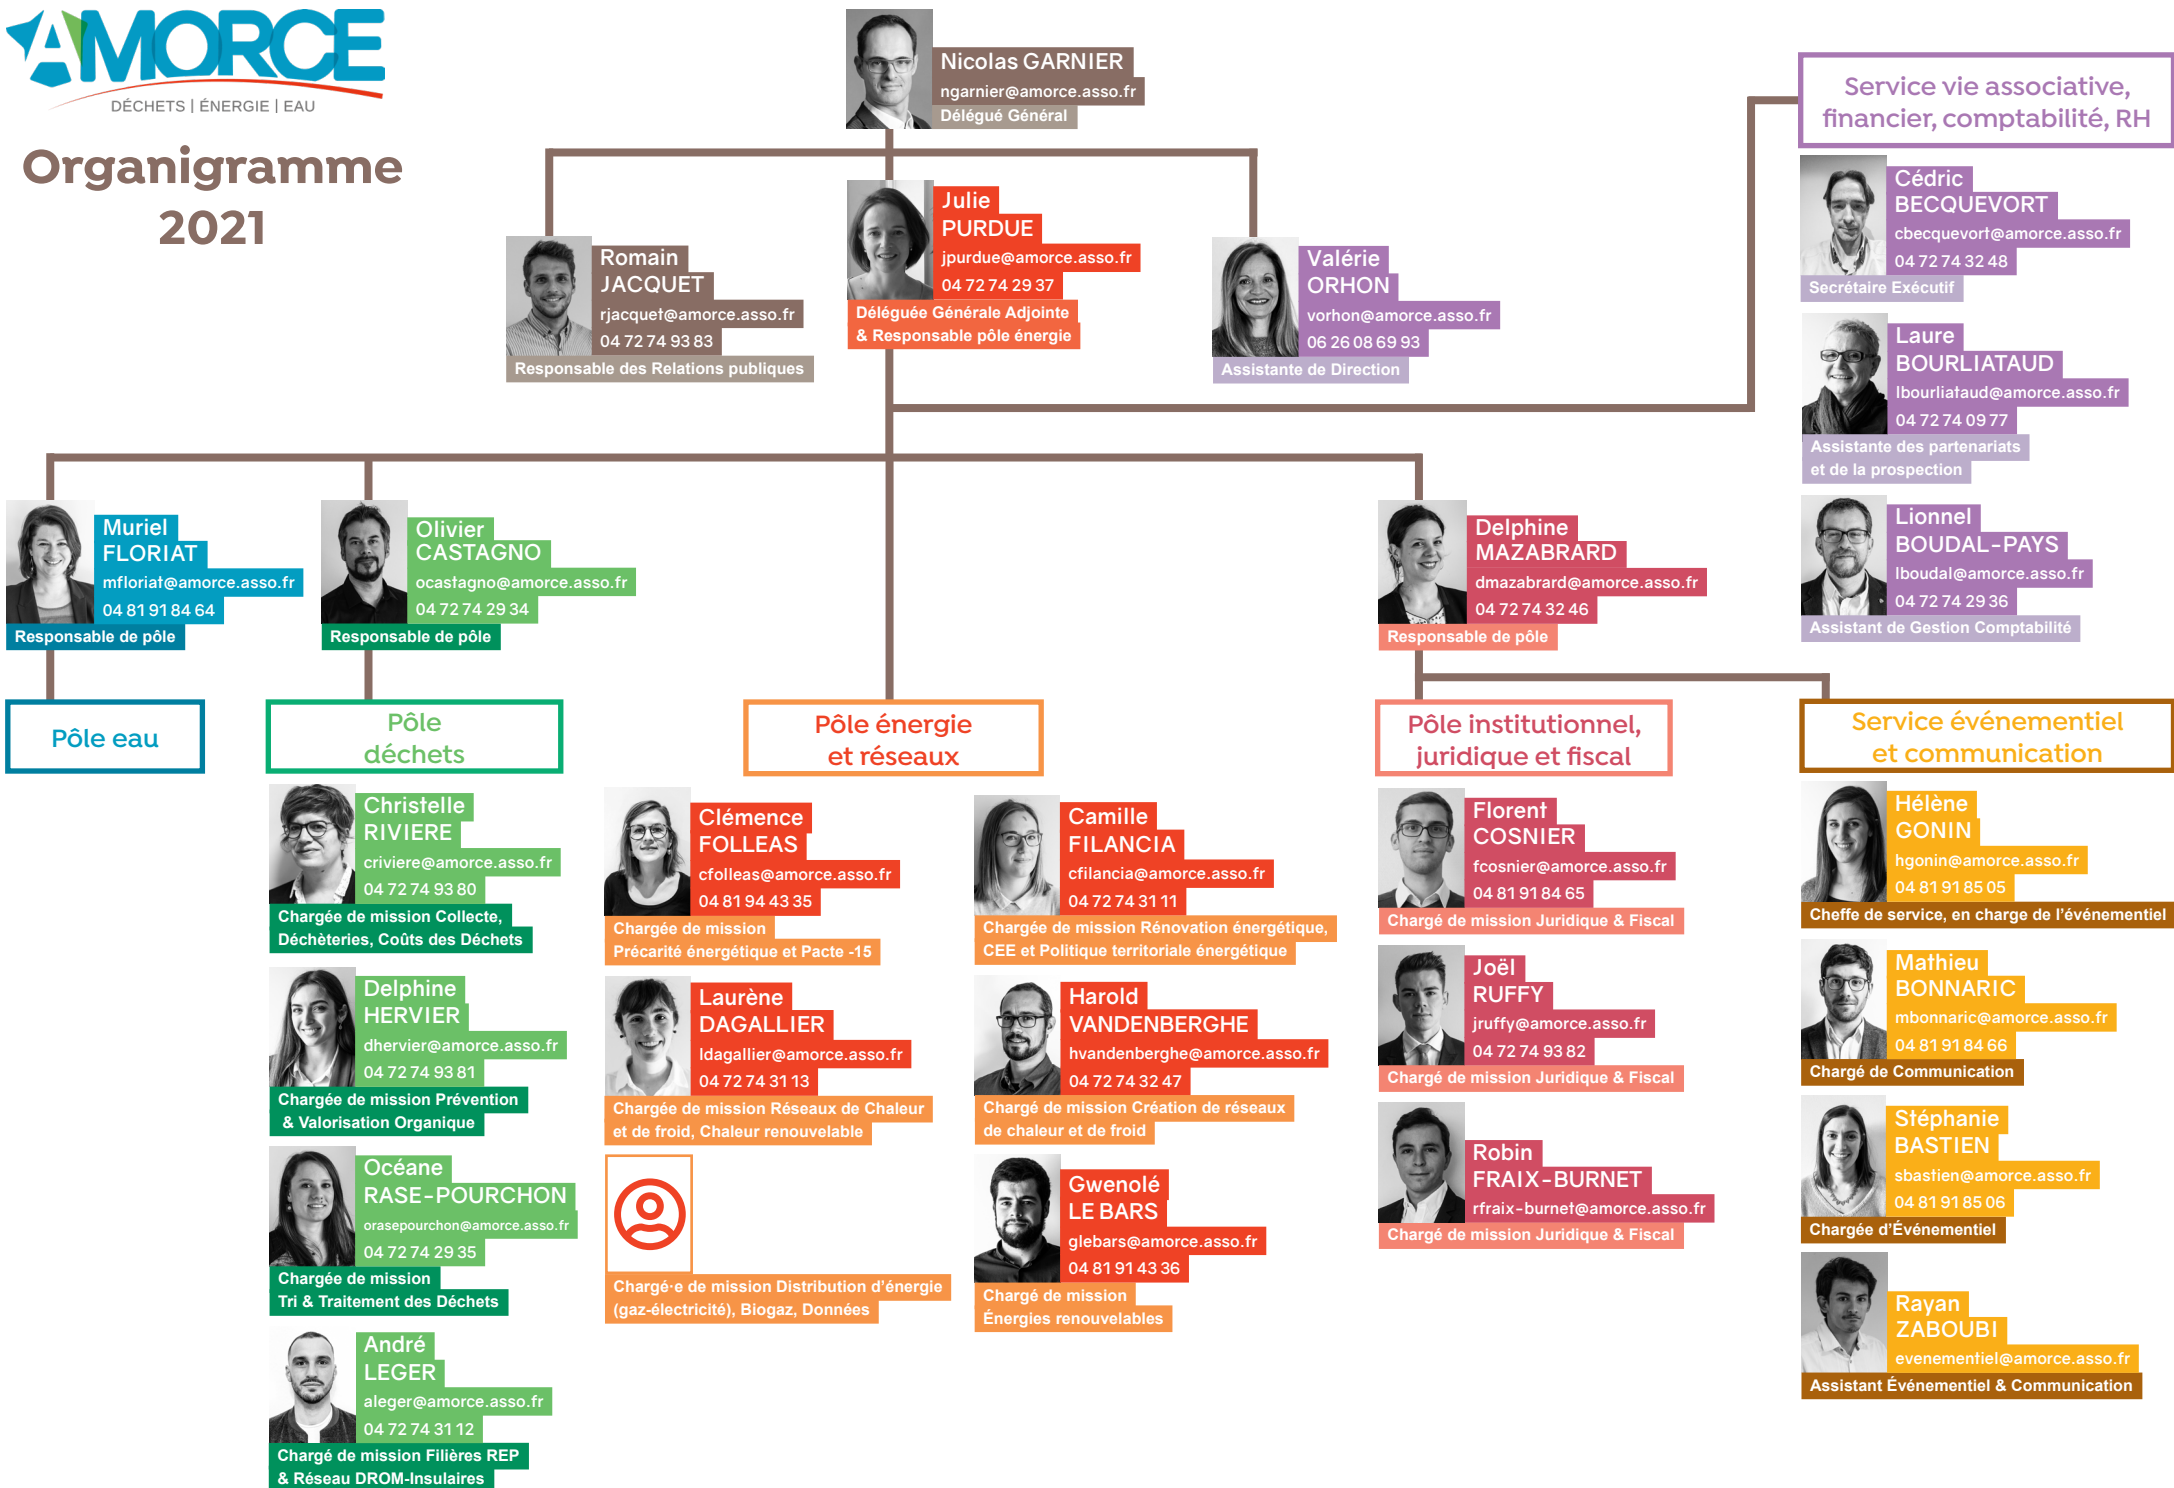 AMORCE
DÉCHETS | ÉNERGIE | EAU
Organigramme
2021
Nicolas GARNIER
ngarnier@amorce.asso.fr
Délégué Général
Romain
JACQUET
rjacquet@amorce.asso.fr
04 72 74 93 83
Responsable des Relations publiques
Julie
PURDUE
jpurdue@amorce.asso.fr
04 72 74 29 37
Déléguée Générale Adjointe
& Responsable pôle énergie
Valérie
ORHON
vorhon@amorce.asso.fr
06 26 08 69 93
Assistante de Direction
Service vie associative,
financier, comptabilité, RH
Cédric
BECQUEVORT
cbecquevort@amorce.asso.fr
04 72 74 32 48
Secrétaire Exécutif
Laure
BOURLIATAUD
lbourliataud@amorce.asso.fr
04 72 74 09 77
Assistante des partenariats
et de la prospection
Lionnel
BOUDAL-PAYS
lboudal@amorce.asso.fr
04 72 74 29 36
Assistant de Gestion Comptabilité
Muriel
FLORIAT
mfloriat@amorce.asso.fr
04 81 91 84 64
Responsable de pôle
Olivier
CASTAGNO
ocastagno@amorce.asso.fr
04 72 74 29 34
Responsable de pôle
Delphine
MAZABRARD
dmazabrard@amorce.asso.fr
04 72 74 32 46
Responsable de pôle
Pôle eau
Pôle
déchets
Christelle
RIVIERE
criviere@amorce.asso.fr
04 72 74 93 80
Chargée de mission Collecte,
Déchèteries, Coûts des Déchets
Delphine
HERVIER
dhervier@amorce.asso.fr
04 72 74 93 81
Chargée de mission Prévention
& Valorisation Organique
Océane
RASE-POURCHON
orasepourchon@amorce.asso.fr
04 72 74 29 35
Chargée de mission
Tri & Traitement des Déchets
André
LEGER
aleger@amorce.asso.fr
04 72 74 31 12
Chargé de mission Filières REP
& Réseau DROM-Insulaires
Pôle énergie
et réseaux
Clémence
FOLLEAS
cfolleas@amorce.asso.fr
04 81 94 43 35
Chargée de mission
Précarité énergétique et Pacte -15
Laurène
DAGALLIER
ldagallier@amorce.asso.fr
04 72 74 31 13
Chargée de mission Réseaux de Chaleur
et de froid, Chaleur renouvelable
Chargé·e de mission Distribution d'énergie
(gaz-électricité), Biogaz, Données
Camille
FILANCIA
cfilancia@amorce.asso.fr
04 72 74 31 11
Chargée de mission Rénovation énergétique,
CEE et Politique territoriale énergétique
Harold
VANDENBERGHE
hvandenberghe@amorce.asso.fr
04 72 74 32 47
Chargé de mission Création de réseaux
de chaleur et de froid
Gwenolé
LE BARS
glebars@amorce.asso.fr
04 81 91 43 36
Chargé de mission
Énergies renouvelables
Pôle institutionnel,
juridique et fiscal
Florent
COSNIER
fcosnier@amorce.asso.fr
04 81 91 84 65
Chargé de mission Juridique & Fiscal
Joël
RUFFY
jruffy@amorce.asso.fr
04 72 74 93 82
Chargé de mission Juridique & Fiscal
Robin
FRAIX-BURNET
rfraix-burnet@amorce.asso.fr
Chargé de mission Juridique & Fiscal
Service événementiel
et communication
Hélène
GONIN
hgonin@amorce.asso.fr
04 81 91 85 05
Cheffe de service, en charge de l'événementiel
Mathieu
BONNARIC
mbonnaric@amorce.asso.fr
04 81 91 84 66
Chargé de Communication
Stéphanie
BASTIEN
sbastien@amorce.asso.fr
04 81 91 85 06
Chargée d'Événementiel
Rayan
ZABOUBI
evenementiel@amorce.asso.fr
Assistant Événementiel & Communication